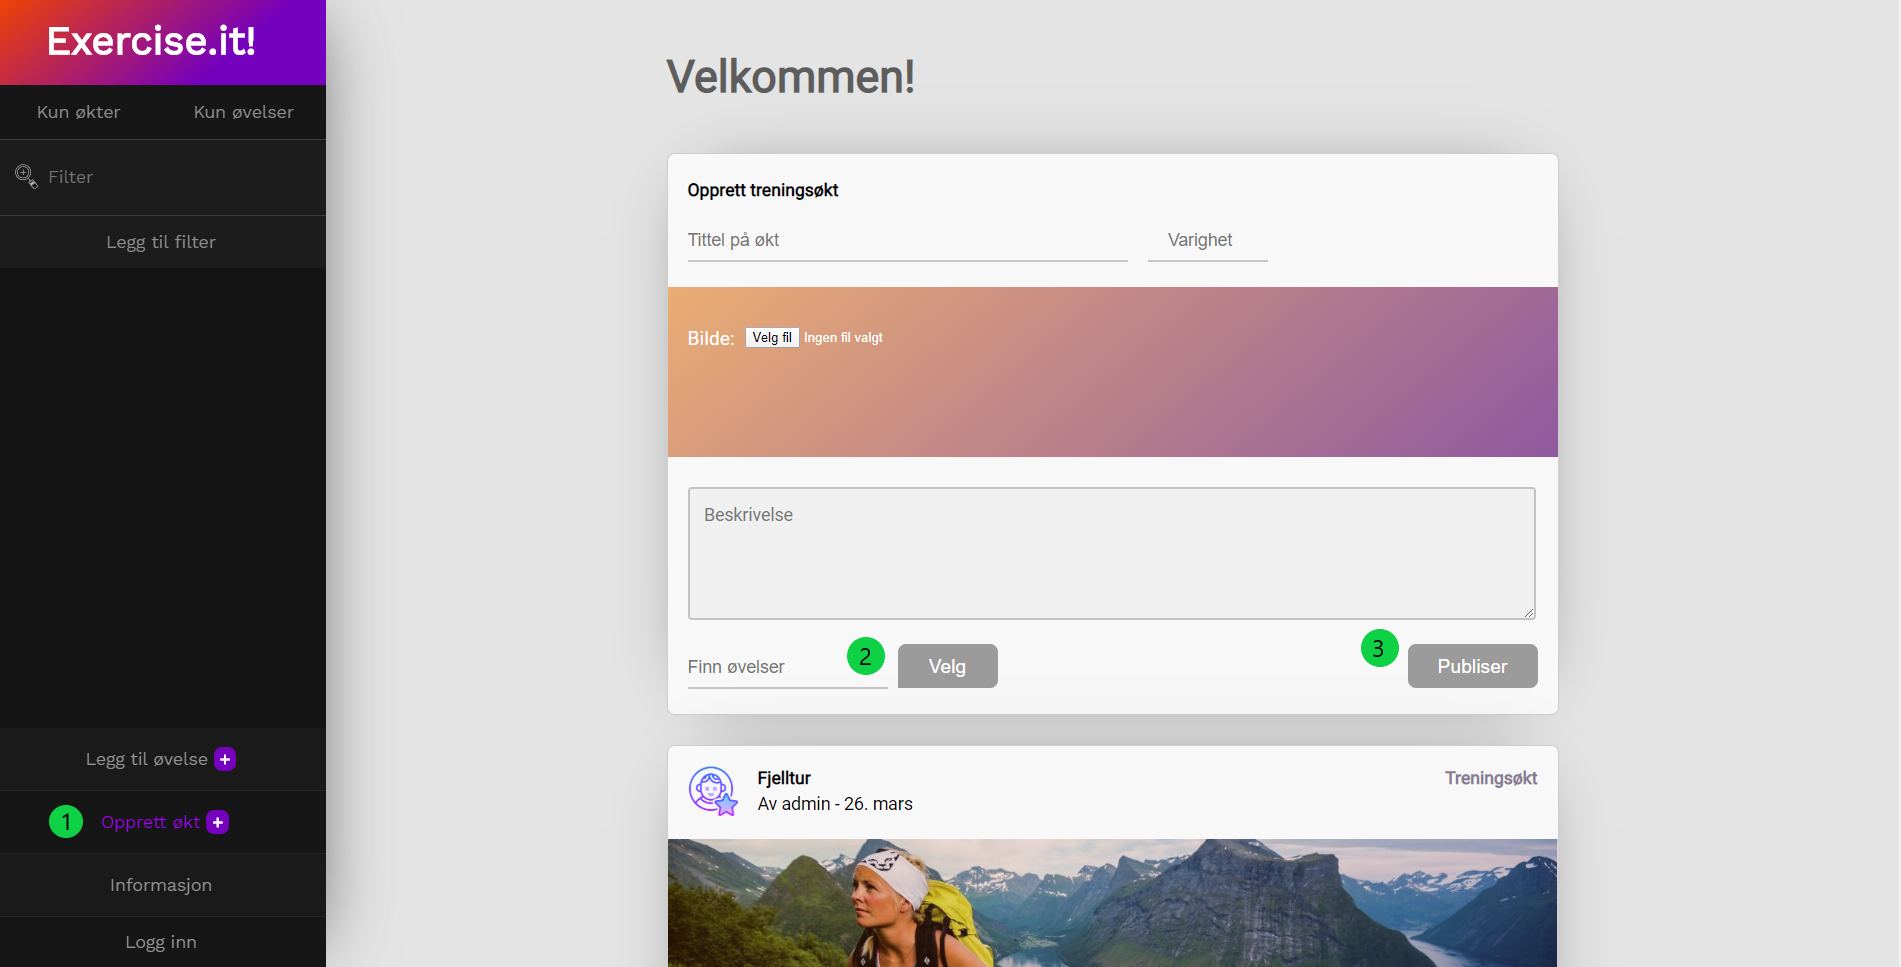 Exercise.it!
Kun økter Kun øvelser
Filter
Legg til filter
Legg til øvelse +
1 Opprett økt +
Informasjon
Logg inn
Velkommen!
Opprett treningsøkt
Tittel på økt Varighet
Bilde: Velg fil Ingen fil valgt
Beskrivelse
Finn øvelser 2 Velg 3 Publiser
Fjelltur Treningsøkt
Av admin - 26. mars